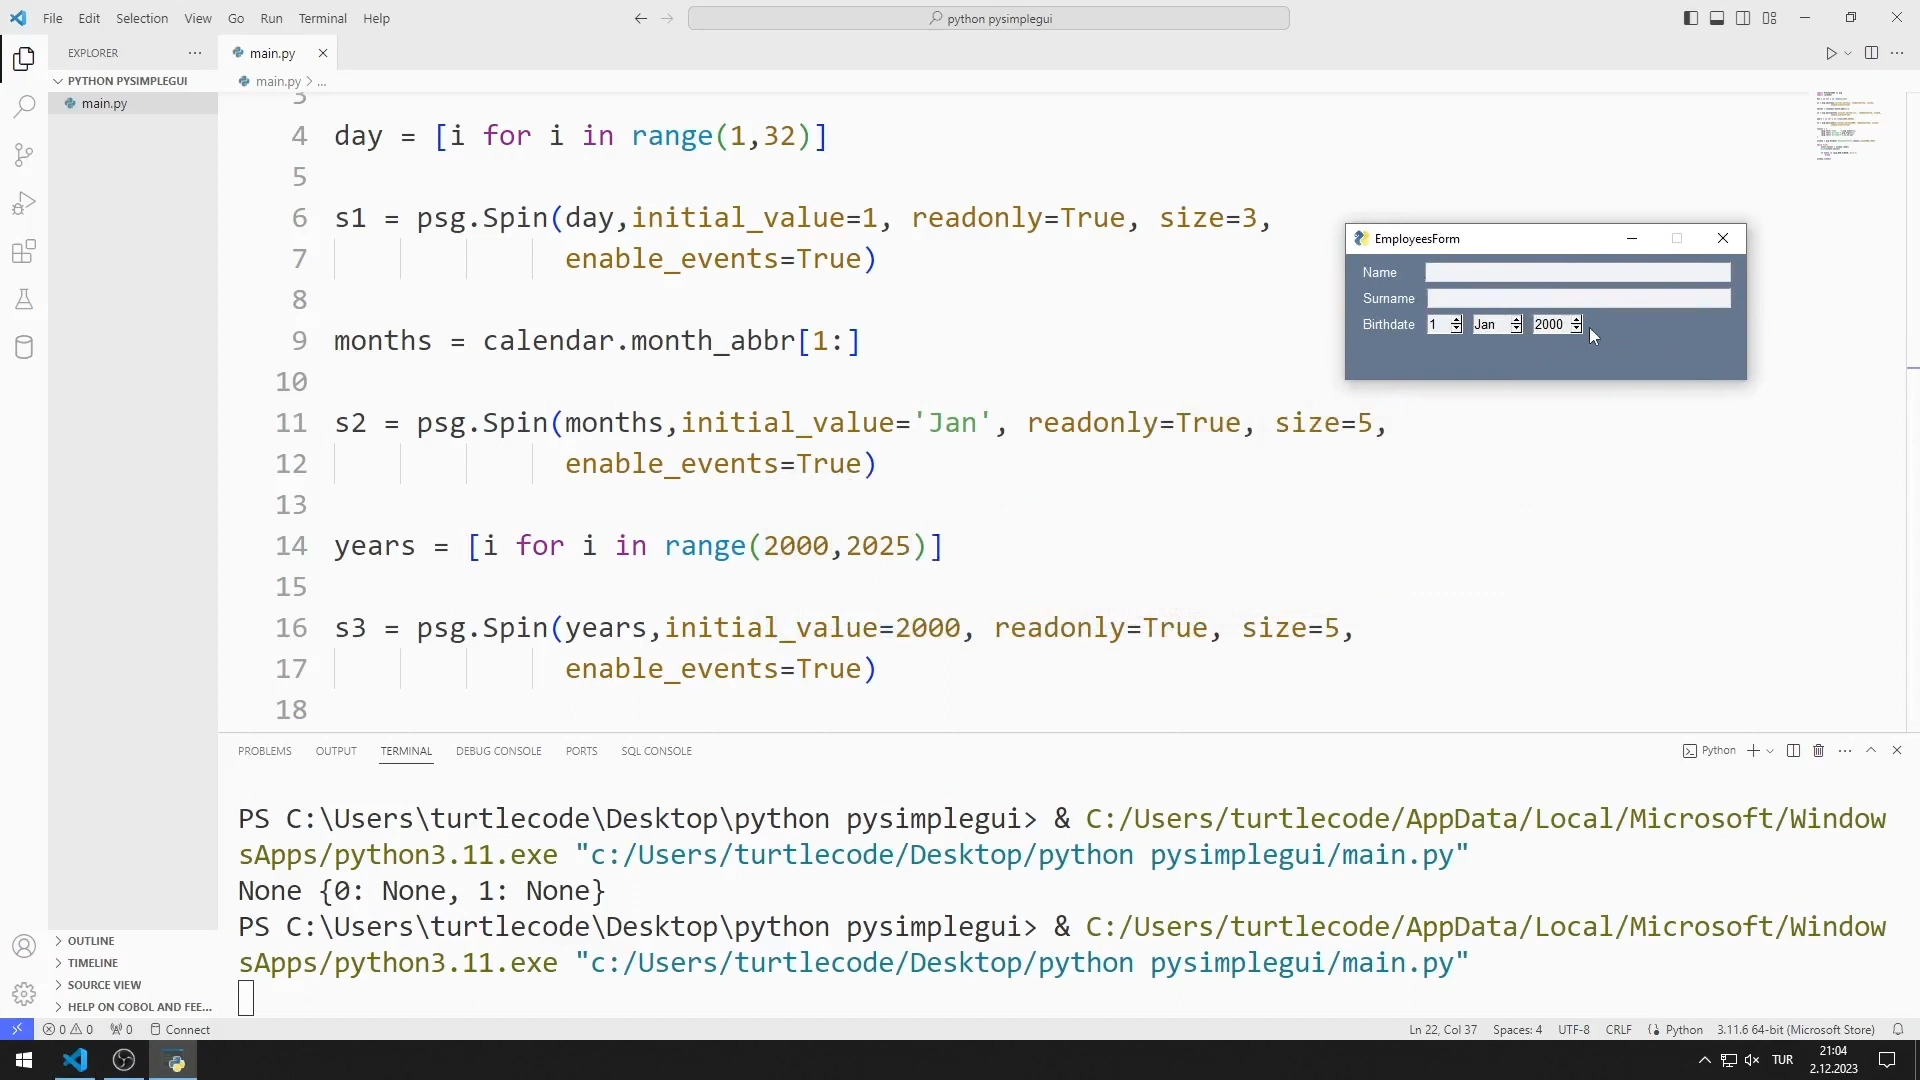 File Edit Selection View Go Run Terminal Help
python pysimplegui
EXPLORER
main.py
PYTHON PYSIMPLEGUI
main.py > ...
main.py
3
4 day = [i for i in range(1,32)]
5
6 s1 = psg.Spin(day,initial_value=1, readonly=True, size=3,
7 enable_events=True)
8
9 months = calendar.month_abbr[1:]
10
11 s2 = psg.Spin(months,initial_value='Jan', readonly=True, size=5,
12 enable_events=True)
13
14 years = [i for i in range(2000,2025)]
15
16 s3 = psg.Spin(years,initial_value=2000, readonly=True, size=5,
17 enable_events=True)
18
EmployeesForm
Name
Surname
Birthdate 1 Jan 2000
PROBLEMS OUTPUT TERMINAL DEBUG CONSOLE PORTS SQL CONSOLE
Python
PS C:\Users\turtlecode\Desktop\python pysimplegui> & C:/Users/turtlecode/AppData/Local/Microsoft/Window
sApps/python3.11.exe "c:/Users/turtlecode/Desktop/python pysimplegui/main.py"
None {0: None, 1: None}
PS C:\Users\turtlecode\Desktop\python pysimplegui> & C:/Users/turtlecode/AppData/Local/Microsoft/Window
sApps/python3.11.exe "c:/Users/turtlecode/Desktop/python pysimplegui/main.py"
OUTLINE
TIMELINE
SOURCE VIEW
HELP ON COBOL AND FEE...
0 0 0 Connect
Ln 22, Col 37 Spaces: 4 UTF-8 CRLF Python 3.11.6 64-bit (Microsoft Store)
TUR
21:04
2.12.2023